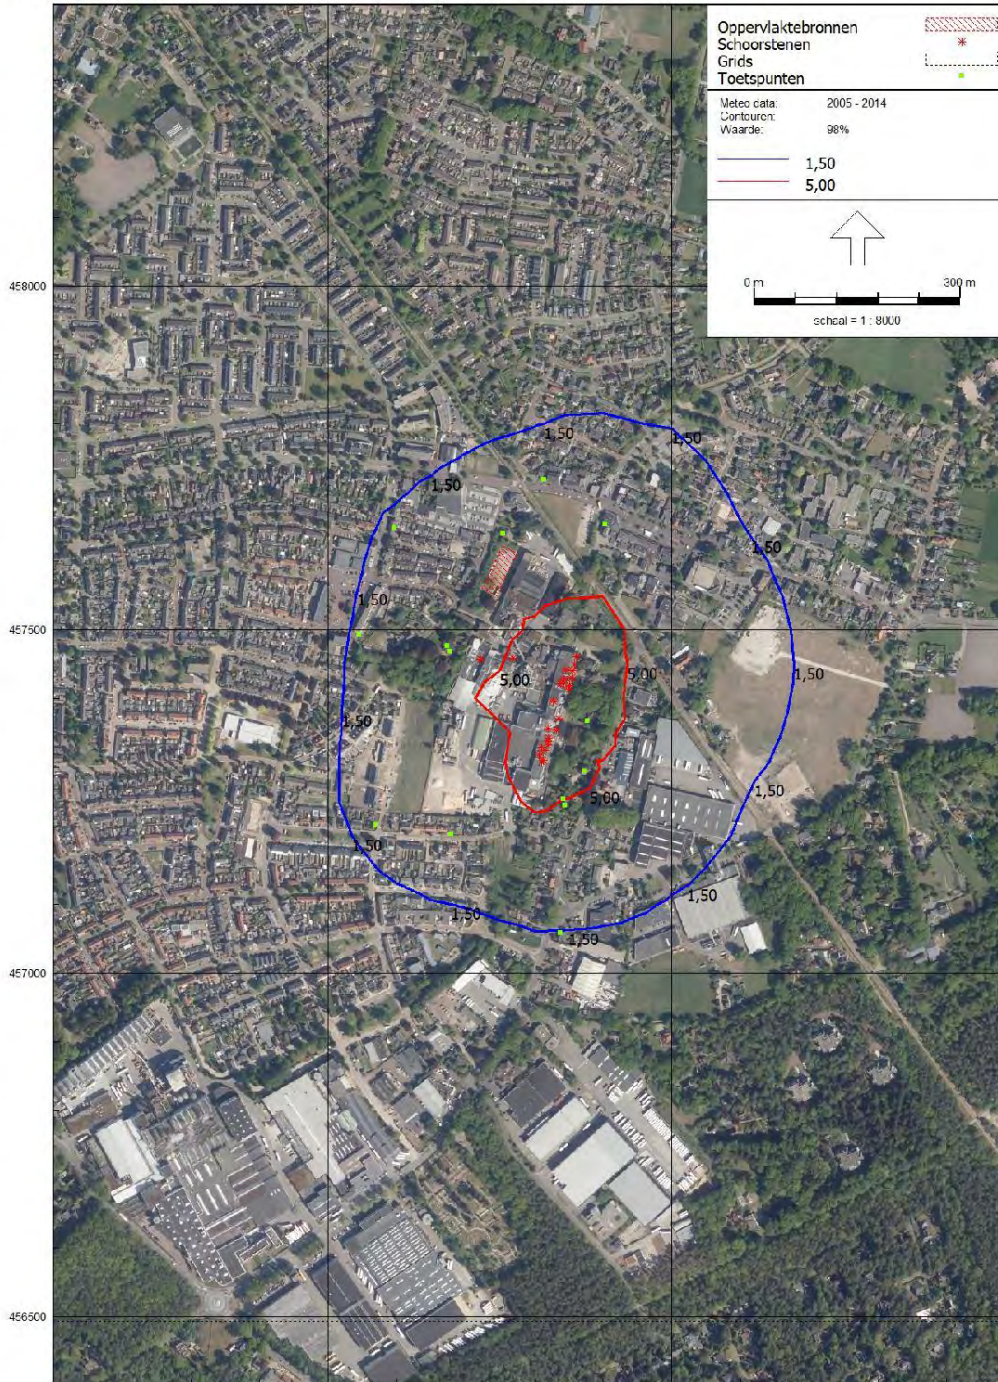 Oppervlaktebronnen
Schoorstenen
Grids
Toetspunten
Meteo data: 2005 - 2014
Contouren:
Waarde: 98%
1,50
5,00
0 m 300 m
schaal = 1 : 8000
458000
1,50
1,50
1,50
1,50
1,50
457500
5,00
5,00
1,50
1,50
1,50
5,00
1,50
1,50
1,50
1,50
457000
456500